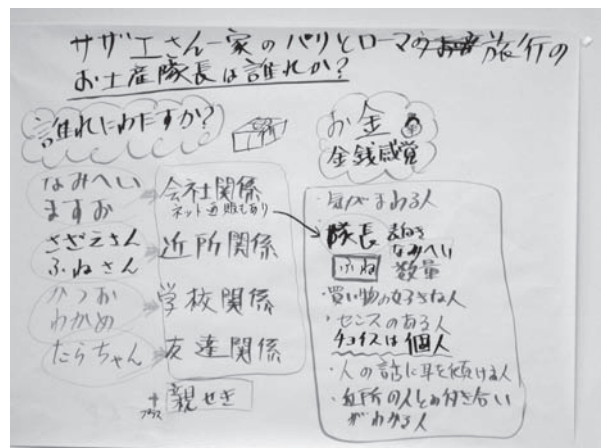 サザエさん一家のパリとローマの旅行の
お土産隊長は誰れか?
誰れにわたすか?
なみへい
ますお
さざえさん
ふねさん
かつお
わかめ
たらちゃん
会社関係
ネット通販もあり
近所関係
学校関係
友達関係
+
プラス
親せき
お金
金銭感覚
・気がまわる人
隊長 表向き
なみへい
ふね 数量
・買い物の好きな人
・センスのある人
チョイスは個人
・人の話に耳を傾ける人
・近所の人との付き合い
がわかる人